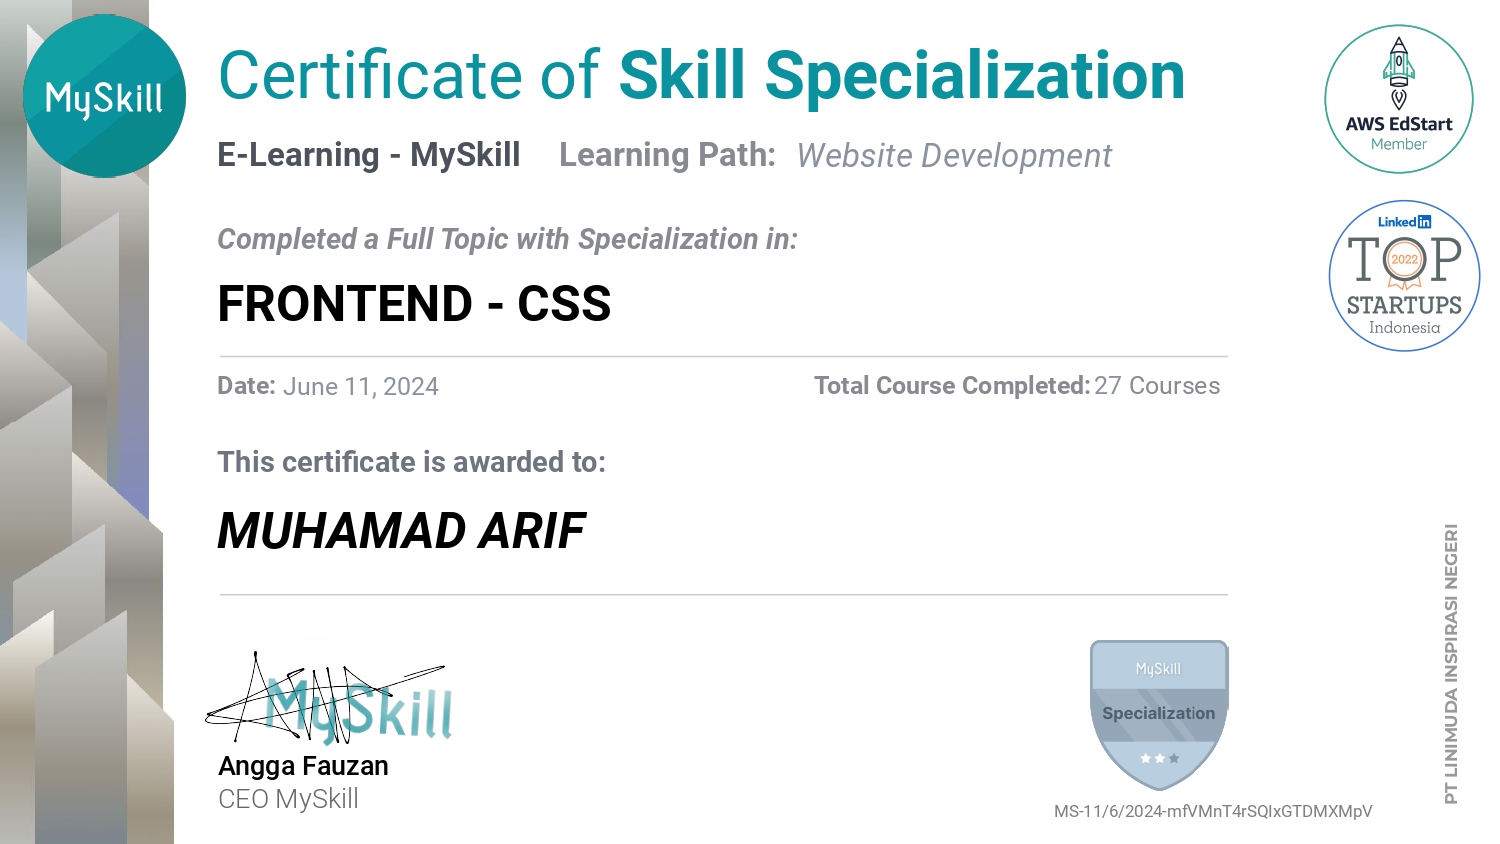 MySkill
Certificate of Skill Specialization
E-Learning - MySkill Learning Path: Website Development
AWS EdStart
Member
Completed a Full Topic with Specialization in:
FRONTEND - CSS
LinkedIn
TOP
2022
STARTUPS
Indonesia
Date: June 11, 2024
Total Course Completed: 27 Courses
This certificate is awarded to:
MUHAMAD ARIF
MySkill
Angga Fauzan
CEO MySkill
MySkill
Specialization
MS-11/6/2024-mfVMnT4rSQIxGTDMXMpV
PT LINIMUDA INSPIRASI NEGERI